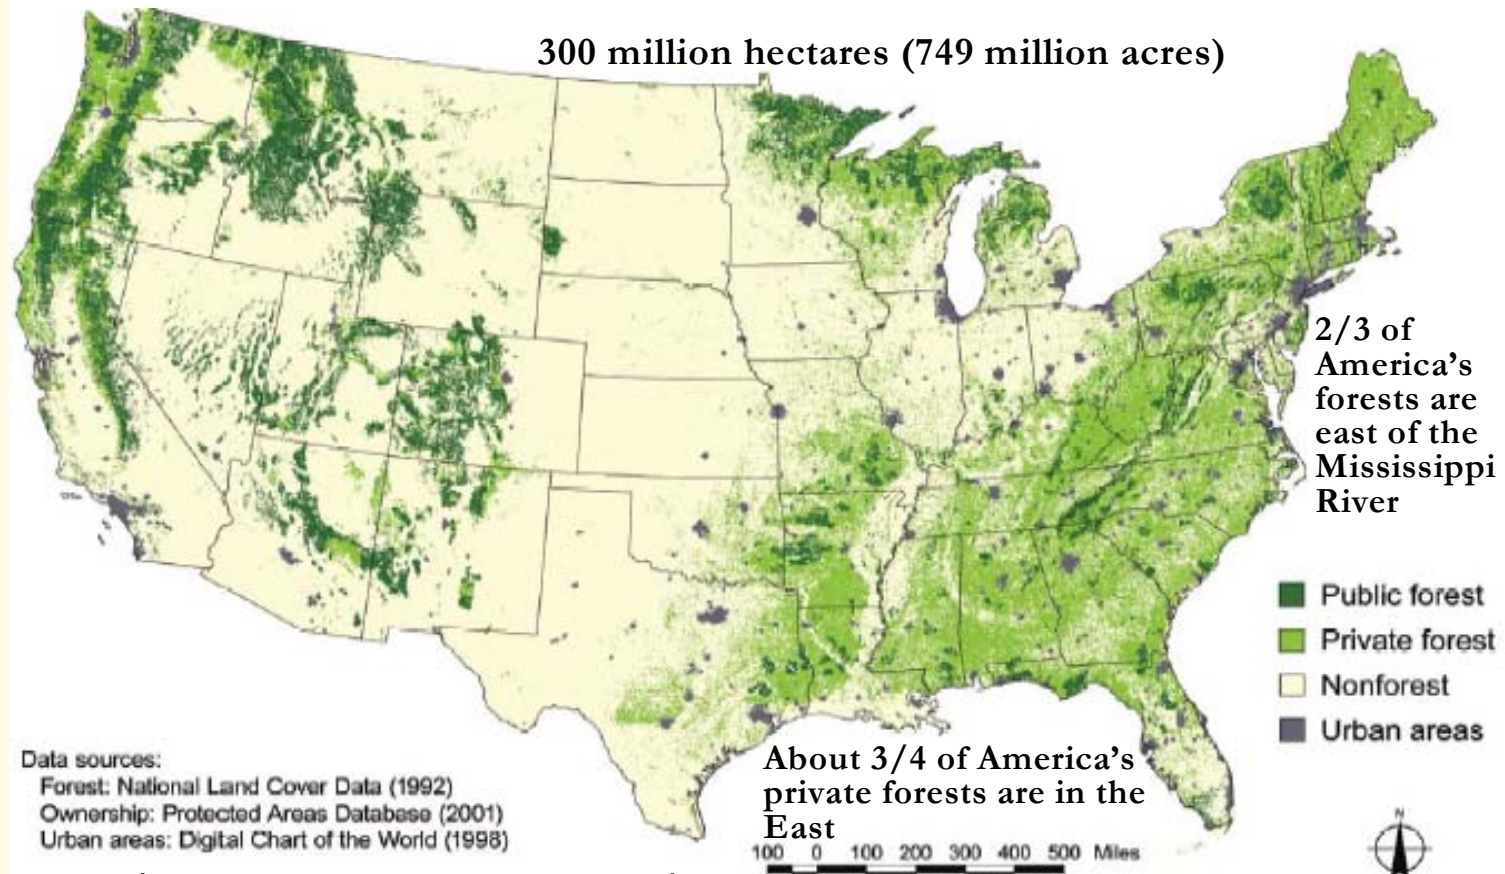 300 million hectares (749 million acres)
2/3 of
America's
forests are
east of the
Mississippi
River
Public forest
Private forest
Nonforest
Urban areas
Data sources:
Forest: National Land Cover Data (1992)
Ownership: Protected Areas Database (2001)
Urban areas: Digital Chart of the World (1998)
About 3/4 of America's
private forests are in the
East
100 0 100 200 300 400 500 Miles
N